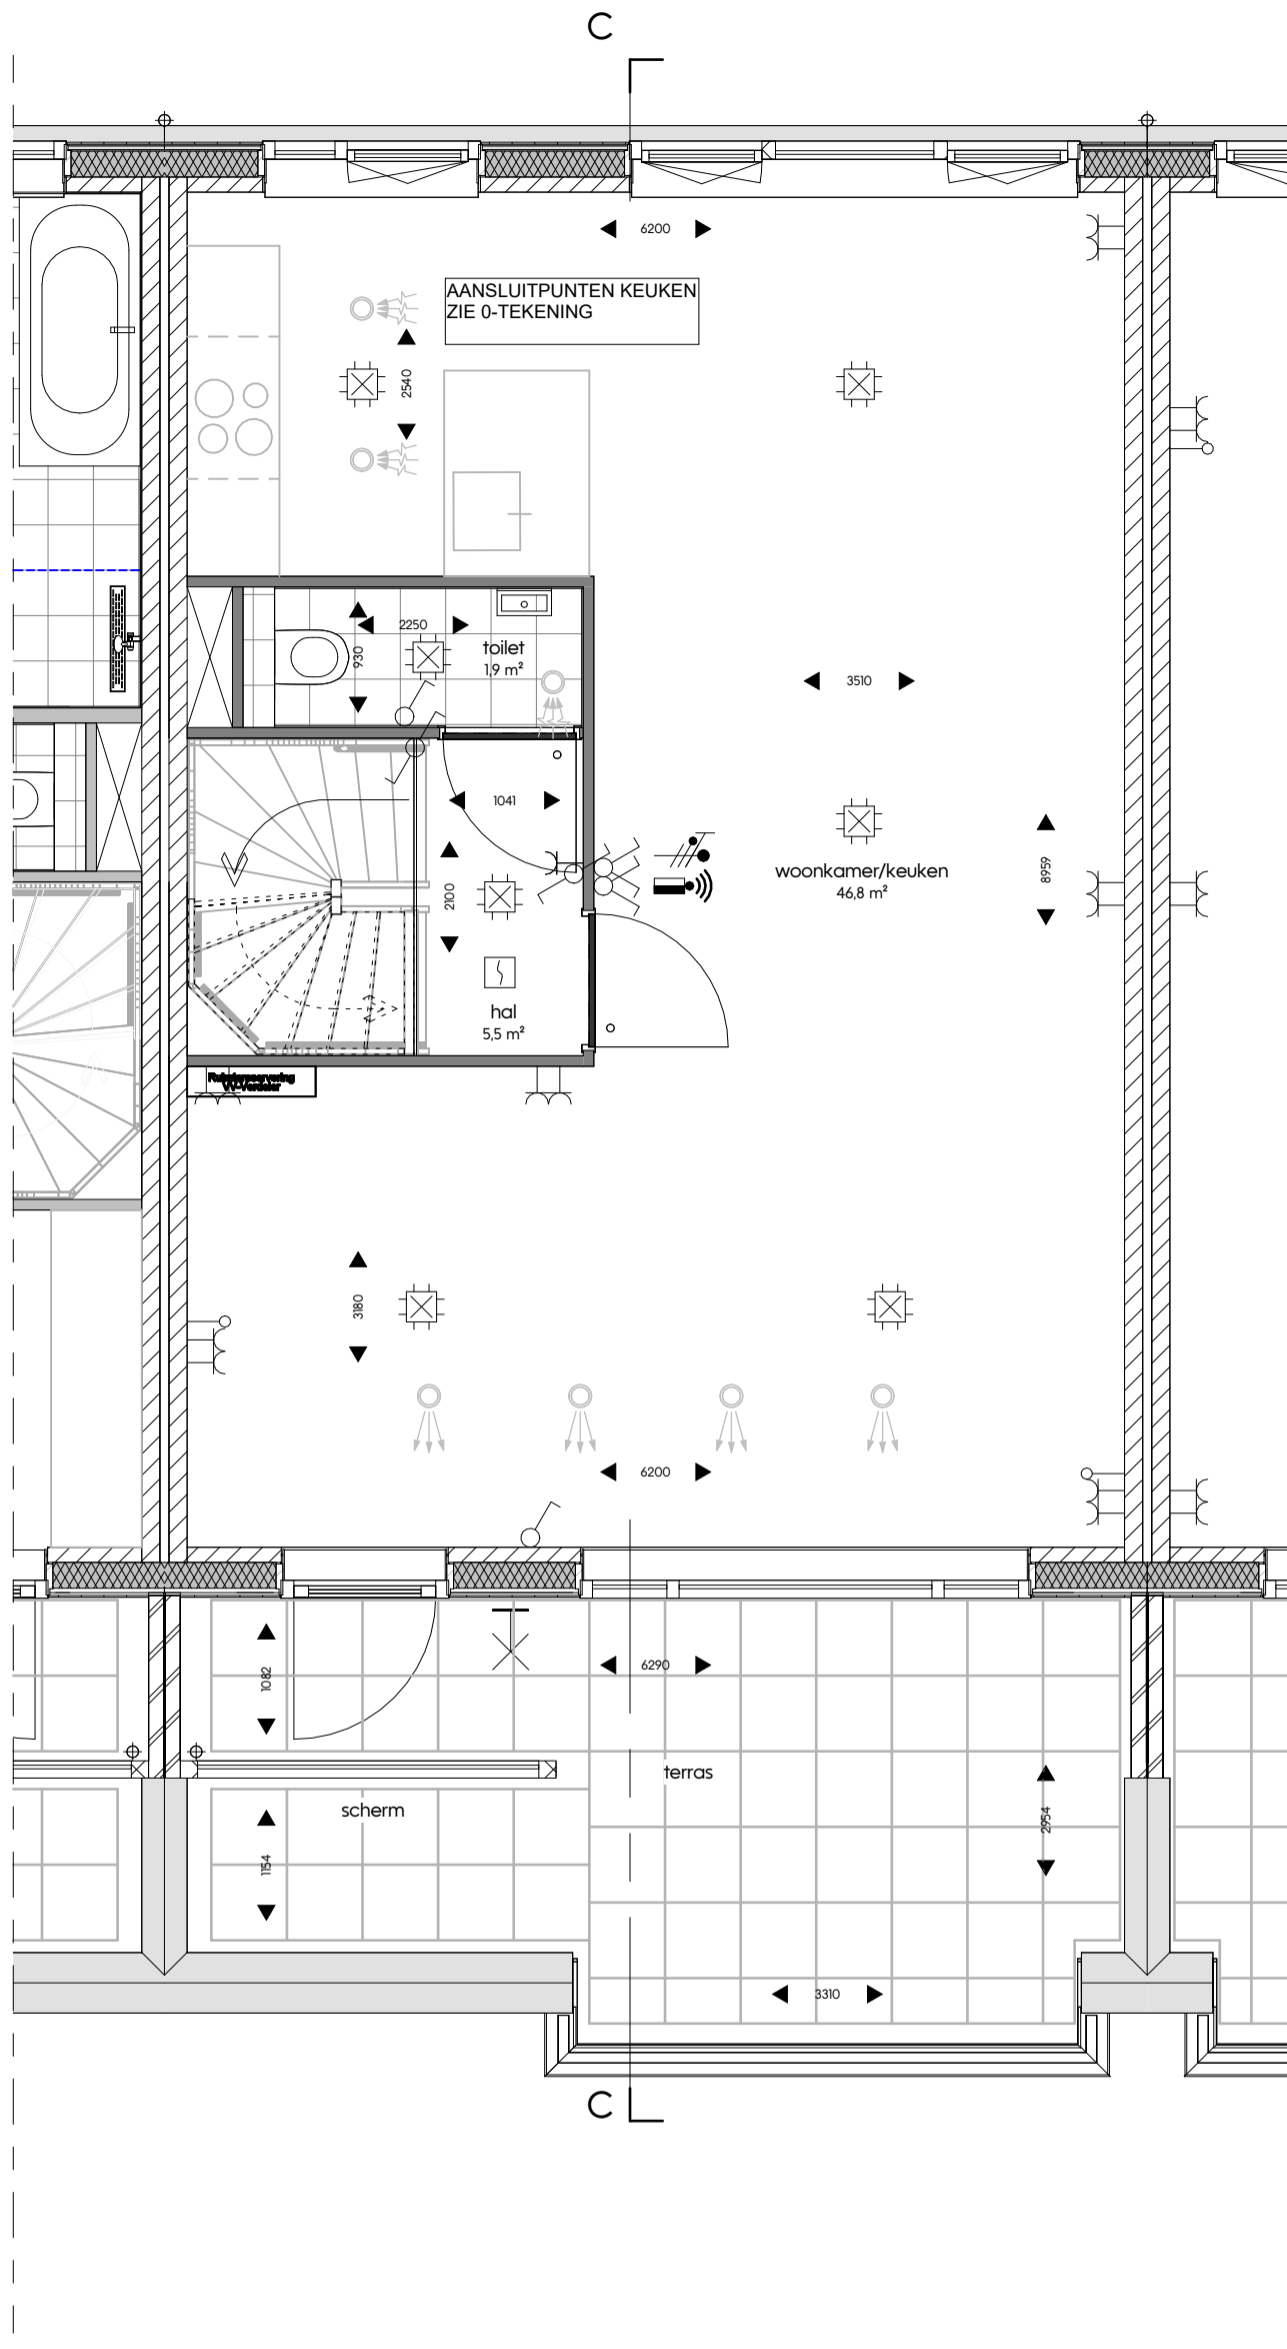 C
6200
AANSLUITPUNTEN KEUKEN
ZIE 0-TEKENING
2540
2250
930
toilet
1,9 m²
3510
1041
2100
8959
woonkamer/keuken
46,8 m²
hal
5,5 m²
3180
6200
6290
1082
terras
scherm
2954
1154
3310
C